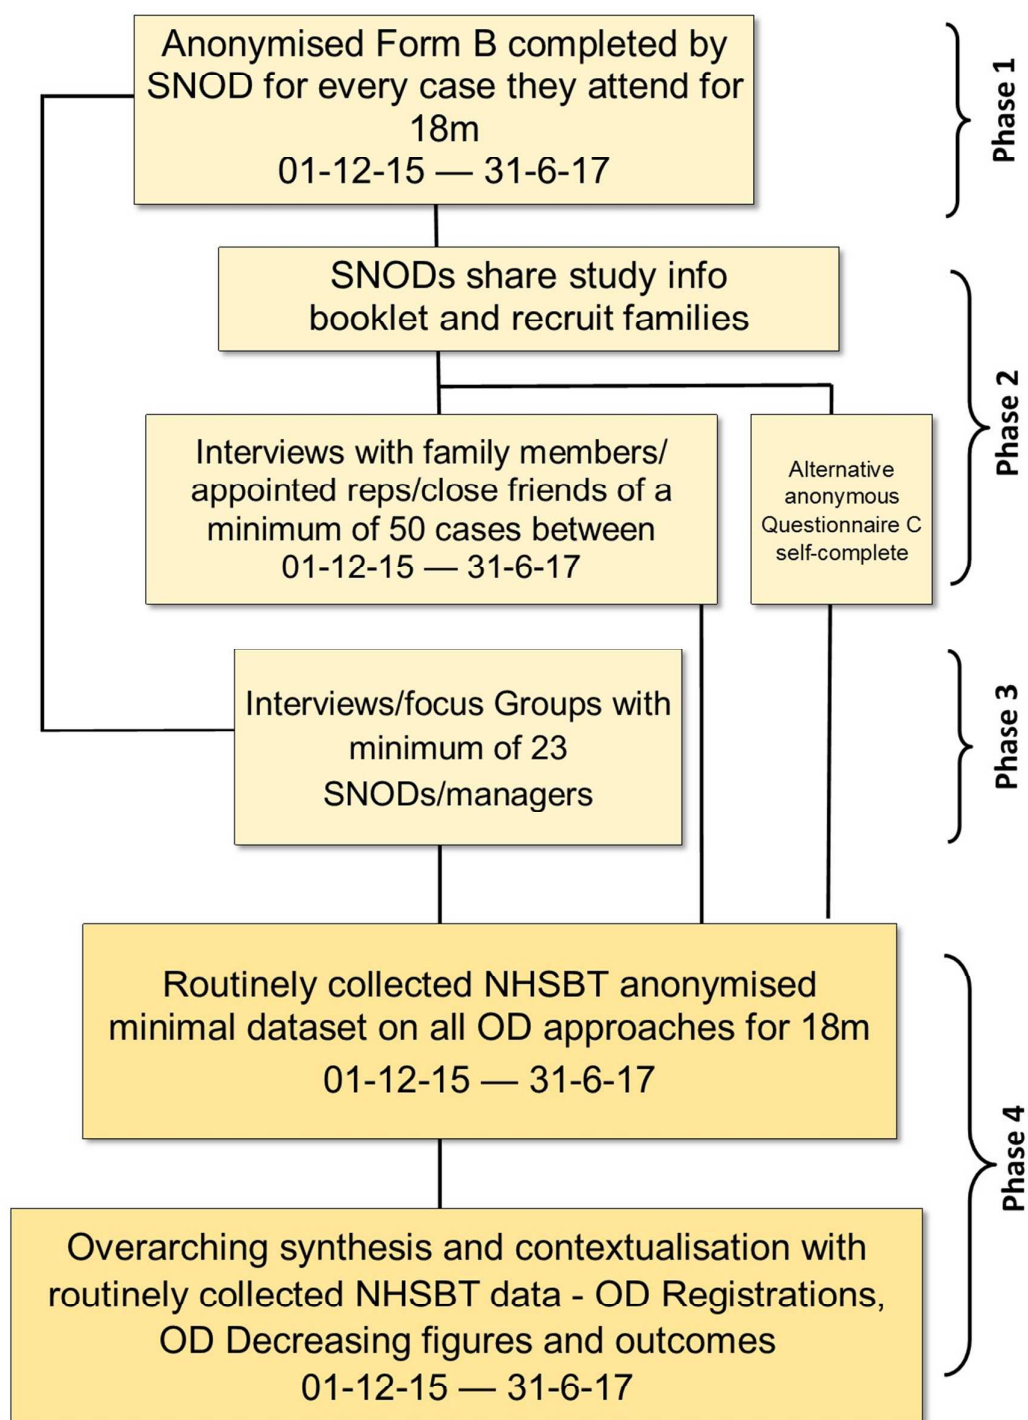 Anonymised Form B completed by
SNOD for every case they attend for
18m
01-12-15 — 31-6-17
Phase 1
SNODs share study info
booklet and recruit families
Interviews with family members/
appointed reps/close friends of a
minimum of 50 cases between
01-12-15 — 31-6-17
Alternative
anonymous
Questionnaire C
self-complete
Phase 2
Interviews/focus Groups with
minimum of 23
SNODs/managers
Phase 3
Routinely collected NHSBT anonymised
minimal dataset on all OD approaches for 18m
01-12-15 — 31-6-17
Overarching synthesis and contextualisation with
routinely collected NHSBT data - OD Registrations,
OD Decreasing figures and outcomes
01-12-15 — 31-6-17
Phase 4